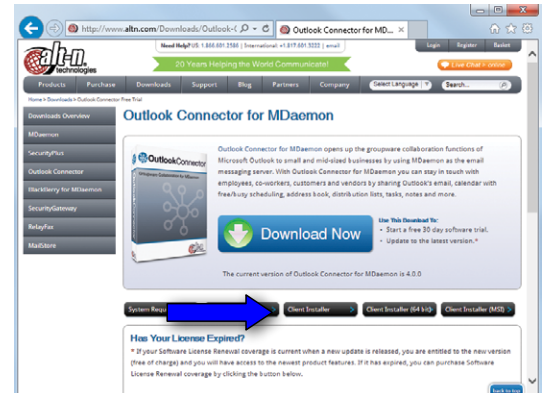 http://www.altn.com/Downloads/Outlook-C
Outlook Connector for MD...
alt-n
technologies
Need Help? US: 1.866.601.2586 | International: +1.817.601.3222 | email
Login Register Basket
20 Years Helping the World Communicate!
Live Chat - online
Products Purchase Downloads Support Blog Partners Company Select Language Search...
Home > Downloads > Outlook Connector Free Trial
Downloads Overview
MDaemon
SecurityPlus
Outlook Connector
BlackBerry for MDaemon
SecurityGateway
RelayFax
MailStore
Outlook Connector for MDaemon
OutlookConnector
Outlook Connector for MDaemon opens up the groupware collaboration functions of
Microsoft Outlook to small and mid-sized businesses by using MDaemon as the email
messaging server. With Outlook Connector for MDaemon you can stay in touch with
employees, co-workers, customers and vendors by sharing Outlook's email, calendar with
free/busy scheduling, address book, distribution lists, tasks, notes and more.
Download Now
Use This Download To:
- Start a free 30 day software trial.
- Update to the latest version.*
The current version of Outlook Connector for MDaemon is 4.0.0
System Requ
Client Installer
Client Installer (64 bit)
Client Installer (MSI)
Has Your License Expired?
* If your Software License Renewal coverage is current when a new update is released, you are entitled to the new version
(free of charge) and you will have access to the newest product features. If it has expired, you can purchase Software
License Renewal coverage by clicking the button below.
back to top